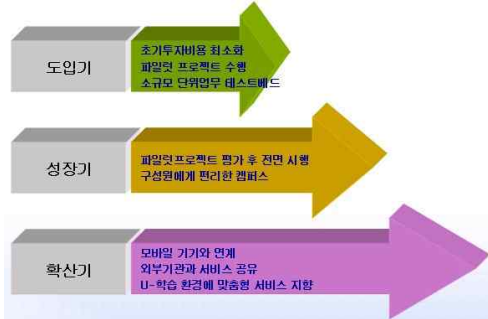 도입기
초기투자비용 최소화
파일럿 프로젝트 수행
소규모 단위업무 테스트베드
성장기
파일럿프로젝트 평가 후 전면 시행
구성원에게 편리한 캠퍼스
확산기
모바일 기기와 연계
외부기관과 서비스 공유
U-학습 환경에 맞춤형 서비스 지향